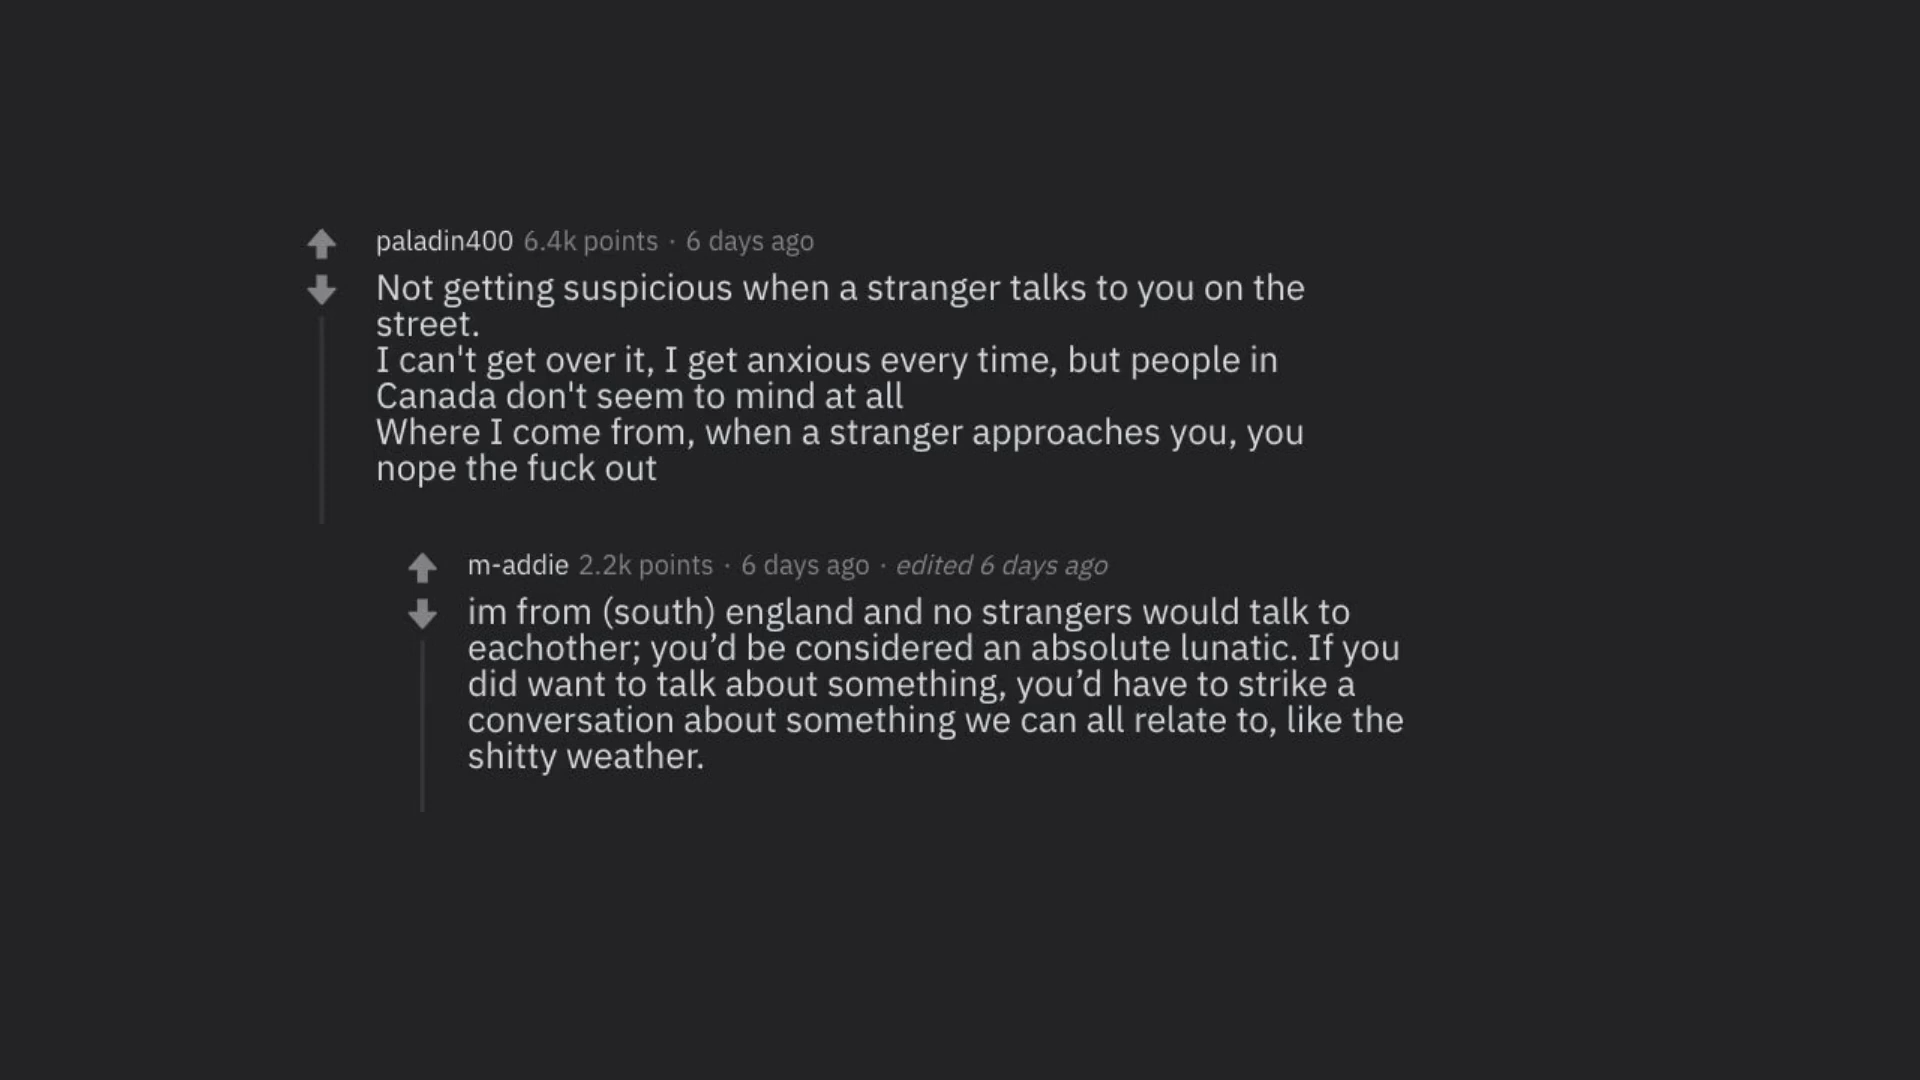 paladin400 6.4k points · 6 days ago
Not getting suspicious when a stranger talks to you on the
street.
I can't get over it, I get anxious every time, but people in
Canada don't seem to mind at all
Where I come from, when a stranger approaches you, you
nope the fuck out
m-addie 2.2k points · 6 days ago · edited 6 days ago
im from (south) england and no strangers would talk to
eachother; you’d be considered an absolute lunatic. If you
did want to talk about something, you’d have to strike a
conversation about something we can all relate to, like the
shitty weather.